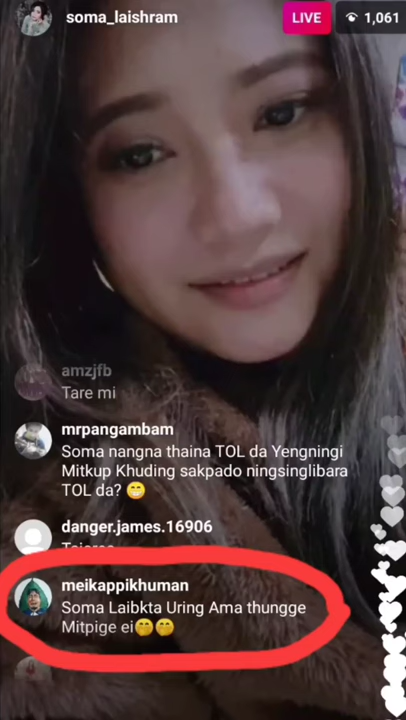 soma_laishram
LIVE
1,061
amzjfb
Tare mi
mrpangambam
Soma nangna thaina TOL da Yengningi
Mitkup Khuding sakpado ningsinglibara
TOL da? 😁
danger.james.16906
meikappikhuman
Soma Laibkta Uring Ama thungge
Mitpige ei🤭🤭